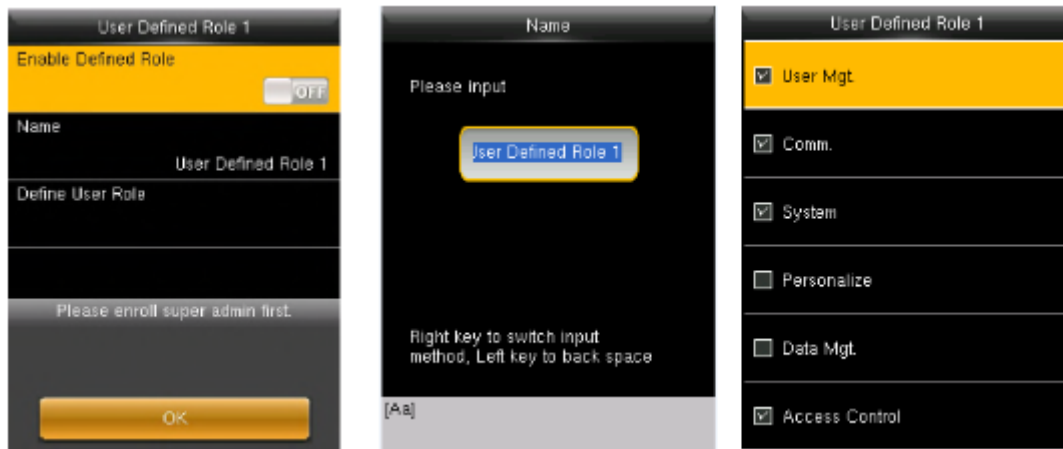 User Defined Role 1
Enable Defined Role
OFF
Name
User Defined Role 1
Define User Role
Please enroll super admin first.
OK
Name
Please input
User Defined Role 1
Right key to switch input
method, Left key to back space
[Aa]
User Defined Role 1
User Mgt.
Comm.
System
Personalize
Data Mgt.
Access Control